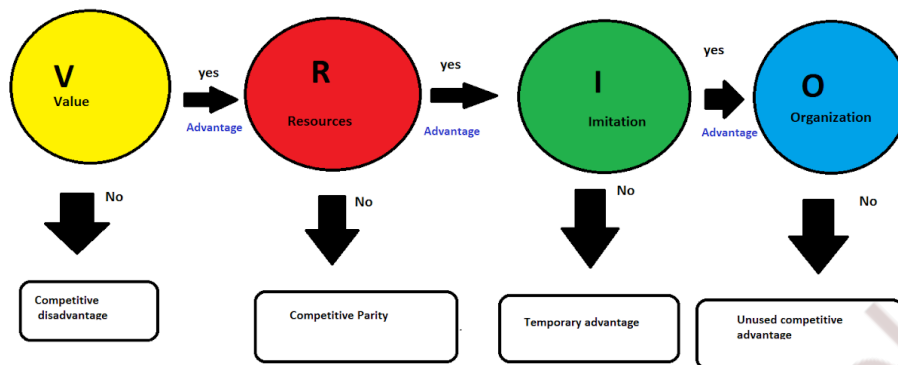 V
Value
yes
Advantage
R
Resources
yes
Advantage
I
Imitation
yes
Advantage
O
Organization
No
No
No
No
Competitive
disadvantage
Competitive Parity
Temporary advantage
Unused competitive
advantage